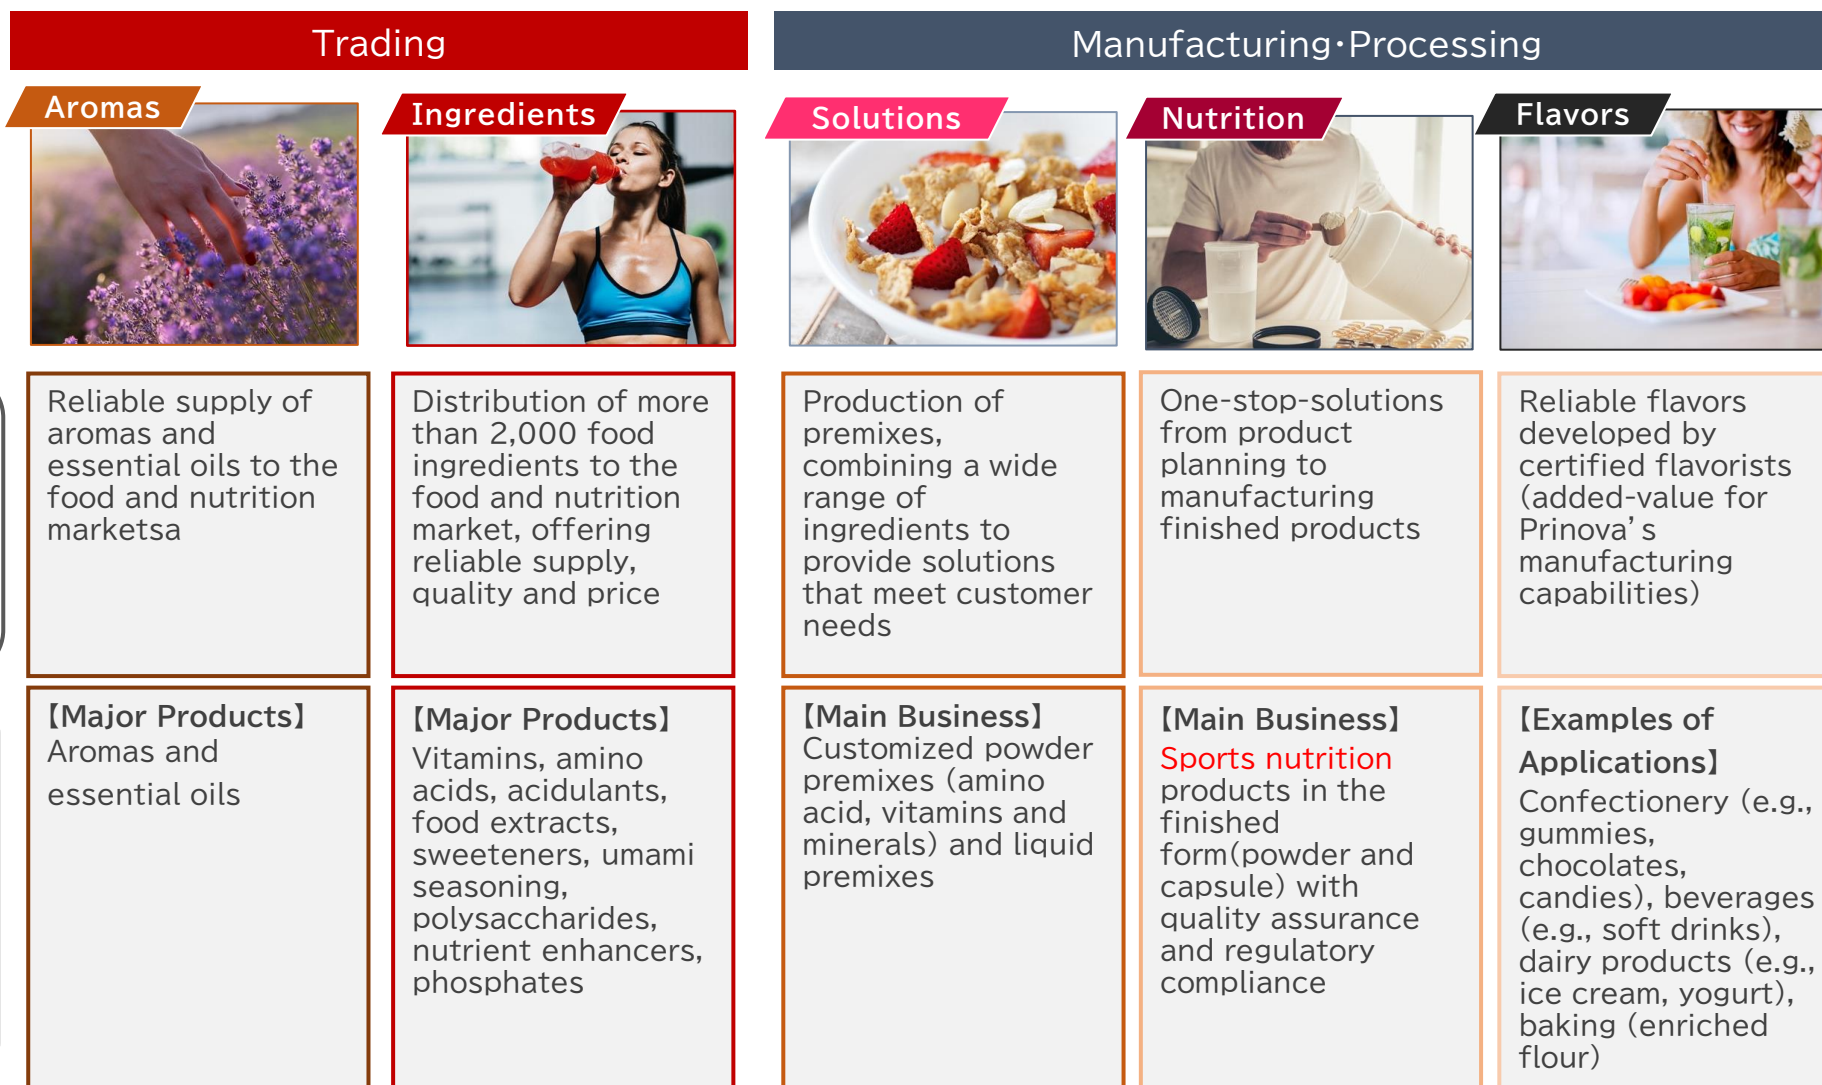 Trading
Manufacturing･Processing
Aromas
Ingredients
Solutions
Nutrition
Flavors
Reliable supply of
aromas and
essential oils to the
food and nutrition
marketsa
Distribution of more
than 2,000 food
ingredients to the
food and nutrition
market, offering
reliable supply,
quality and price
Production of
premixes,
combining a wide
range of
ingredients to
provide solutions
that meet customer
needs
One-stop-solutions
from product
planning to
manufacturing
finished products
Reliable flavors
developed by
certified flavorists
(added-value for
Prinova’s
manufacturing
capabilities)
【Major Products】
Aromas and
essential oils
【Major Products】
Vitamins, amino
acids, acidulants,
food extracts,
sweeteners, umami
seasoning,
polysaccharides,
nutrient enhancers,
phosphates
【Main Business】
Customized powder
premixes (amino
acid, vitamins and
minerals) and liquid
premixes
【Main Business】
Sports nutrition
products in the
finished
form(powder and
capsule) with
quality assurance
and regulatory
compliance
【Examples of
Applications】
Confectionery (e.g.,
gummies,
chocolates,
candies), beverages
(e.g., soft drinks),
dairy products (e.g.,
ice cream, yogurt),
baking (enriched
flour)